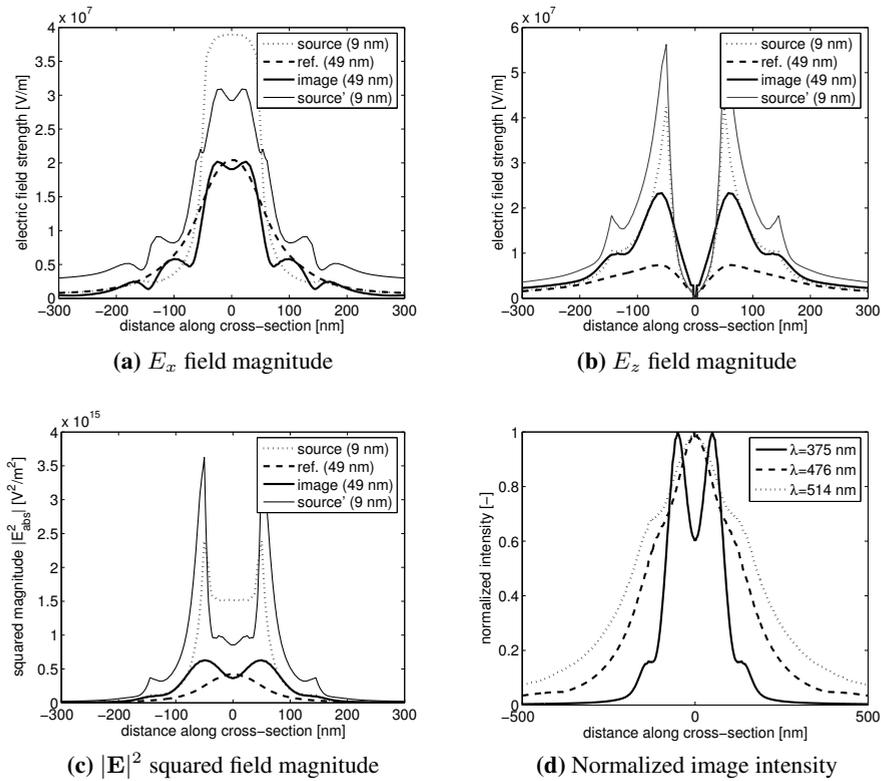 x 10^7
4
3.5
3
2.5
2
1.5
1
0.5
0
electric field strength [V/m]
source (9 nm)
ref. (49 nm)
image (49 nm)
source' (9 nm)
−300 −200 −100 0 100 200 300
distance along cross−section [nm]
(a) E_x field magnitude
x 10^7
6
5
4
3
2
1
0
electric field strength [V/m]
source (9 nm)
ref. (49 nm)
image (49 nm)
source' (9 nm)
−300 −200 −100 0 100 200 300
distance along cross−section [nm]
(b) E_z field magnitude
x 10^15
4
3.5
3
2.5
2
1.5
1
0.5
0
squared magnitude |E^2_abs| [V^2/m^2]
source (9 nm)
ref. (49 nm)
image (49 nm)
source' (9 nm)
−300 −200 −100 0 100 200 300
distance along cross−section [nm]
(c) |E|^2 squared field magnitude
1
0.8
0.6
0.4
0.2
0
normalized intensity [−]
λ=375 nm
λ=476 nm
λ=514 nm
−500 0 500
distance along cross−section [nm]
(d) Normalized image intensity